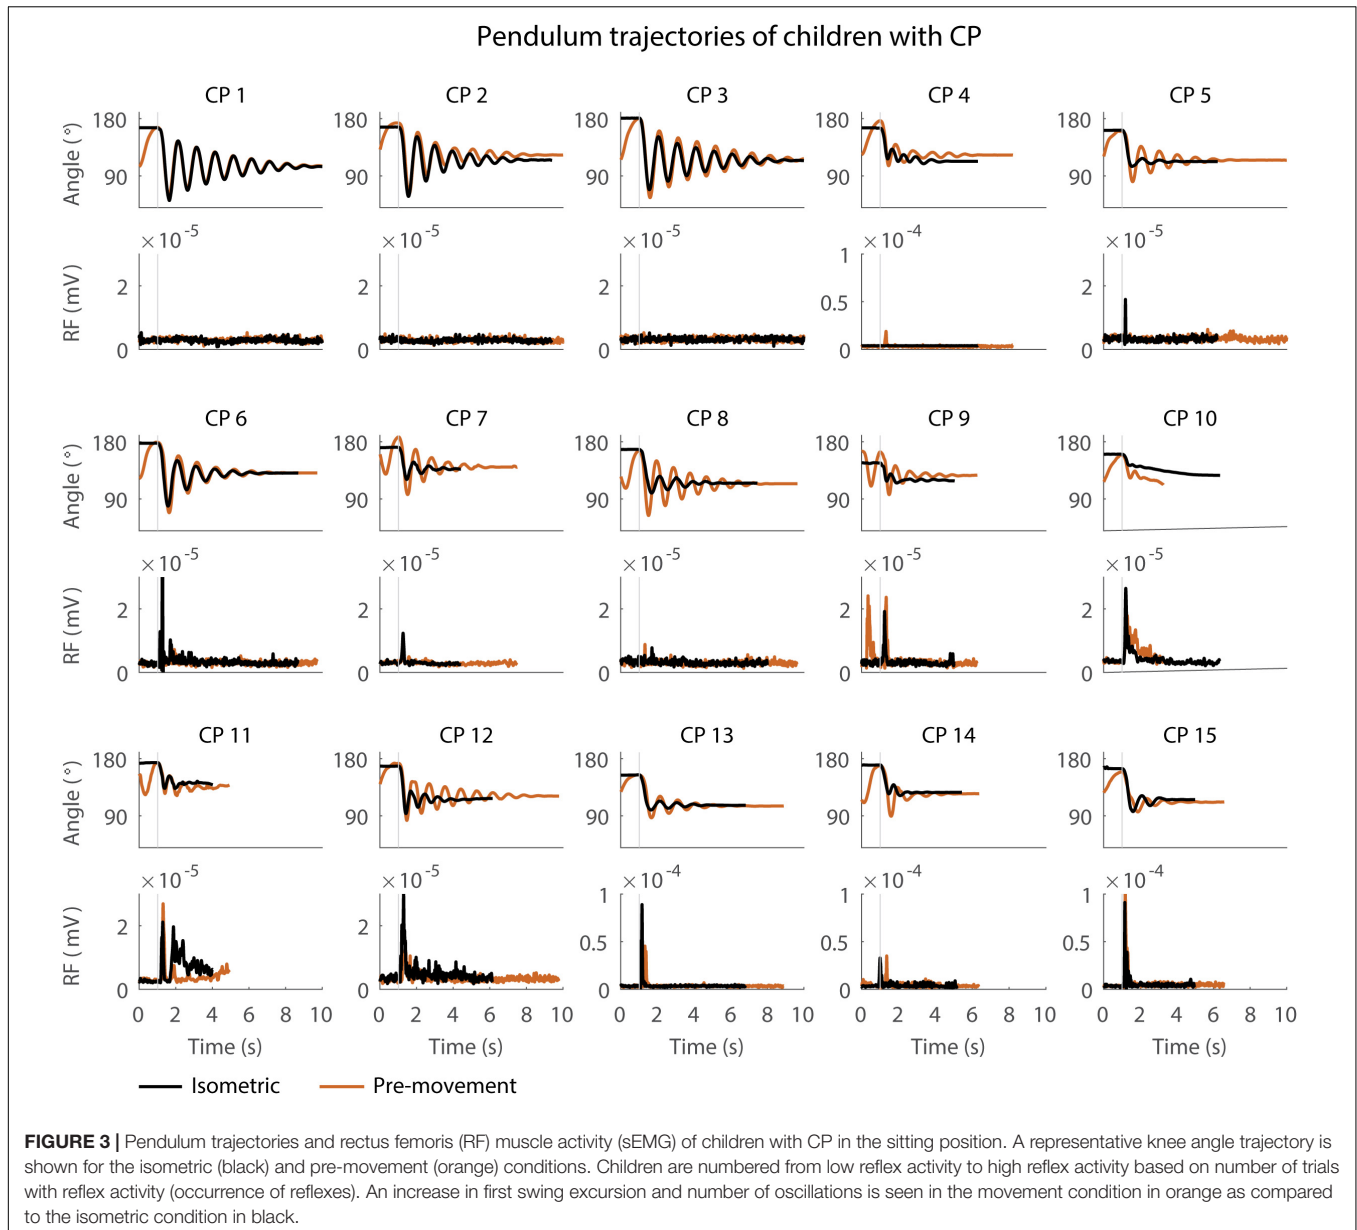 Pendulum trajectories of children with CP
CP 1 CP 2 CP 3 CP 4 CP 5
Angle (°)
180 180 180 180 180
90 90 90 90 90
×10-5 ×10-5 ×10-5 ×10-4 ×10-5
RF (mV)
2 2 2 1 2
0.5
0 0 0 0 0
CP 6 CP 7 CP 8 CP 9 CP 10
Angle (°)
180 180 180 180 180
90 90 90 90 90
×10-5 ×10-5 ×10-5 ×10-5 ×10-5
RF (mV)
2 2 2 2 2
0 0 0 0 0
CP 11 CP 12 CP 13 CP 14 CP 15
Angle (°)
180 180 180 180 180
90 90 90 90 90
×10-5 ×10-5 ×10-4 ×10-4 ×10-4
RF (mV)
2 2 1 1 1
0.5 0.5 0.5
0 0 0 0 0
0 2 4 6 8 10 0 2 4 6 8 10 0 2 4 6 8 10 0 2 4 6 8 10 0 2 4 6 8 10
Time (s) Time (s) Time (s) Time (s) Time (s)
Isometric Pre-movement
FIGURE 3 | Pendulum trajectories and rectus femoris (RF) muscle activity (sEMG) of children with CP in the sitting position. A representative knee angle trajectory is
shown for the isometric (black) and pre-movement (orange) conditions. Children are numbered from low reflex activity to high reflex activity based on number of trials
with reflex activity (occurrence of reflexes). An increase in first swing excursion and number of oscillations is seen in the movement condition in orange as compared
to the isometric condition in black.